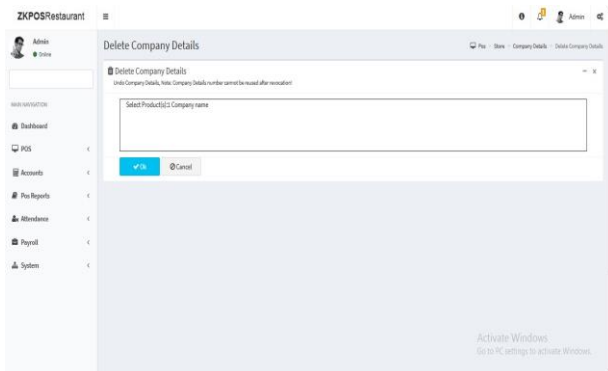 ZKPOSRestaurant
Admin
Admin
Online
Delete Company Details
Pos Store Company Details Delete Company Details
Delete Company Details
Undo Company Details, Note: Company Details number cannot be reused after revocation!
Select Product(s):1 Company name
Ok
Cancel
MAIN NAVIGATION
Dashboard
POS
Accounts
Pos Reports
Attendance
Payroll
System
Activate Windows
Go to PC settings to activate Windows.